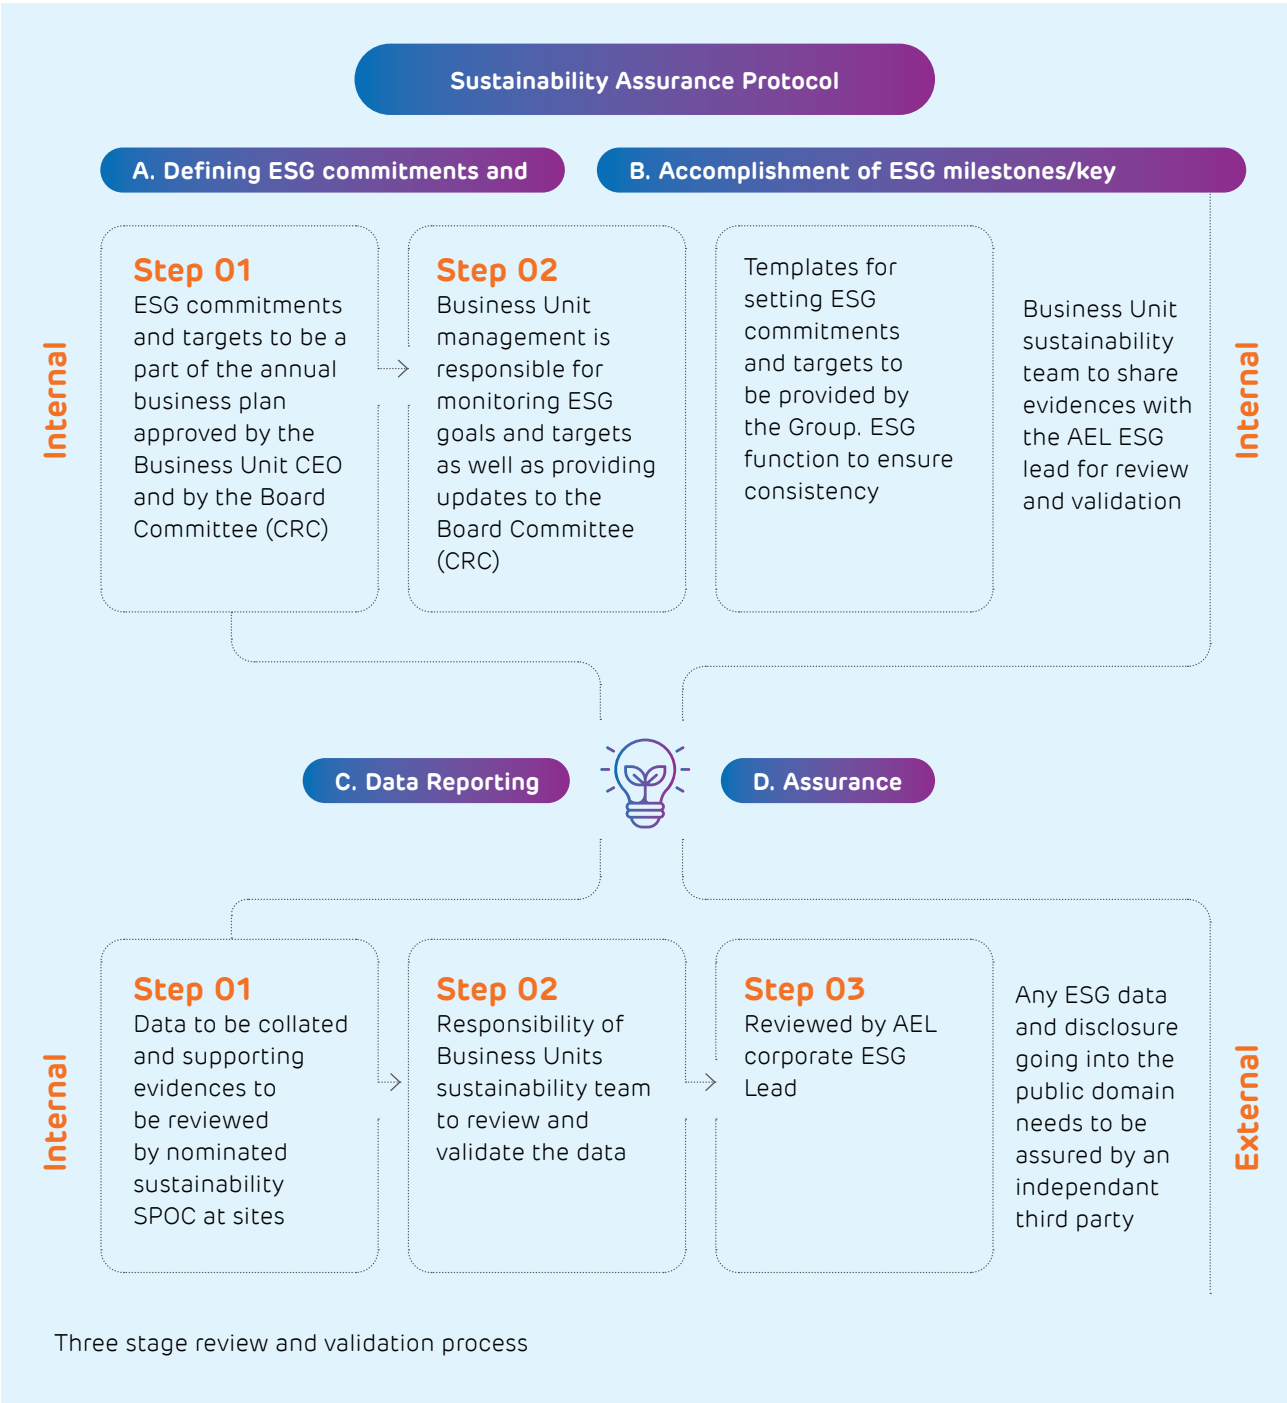 Sustainability Assurance Protocol
A. Defining ESG commitments and
B. Accomplishment of ESG milestones/key
Internal
Step 01
ESG commitments
and targets to be a
part of the annual
business plan
approved by the
Business Unit CEO
and by the Board
Committee (CRC)
Step 02
Business Unit
management is
responsible for
monitoring ESG
goals and targets
as well as providing
updates to the
Board Committee
(CRC)
Templates for
setting ESG
commitments
and targets to
be provided by
the Group. ESG
function to ensure
consistency
Business Unit
sustainability
team to share
evidences with
the AEL ESG
lead for review
and validation
Internal
C. Data Reporting
D. Assurance
Internal
Step 01
Data to be collated
and supporting
evidences to
be reviewed
by nominated
sustainability
SPOC at sites
Step 02
Responsibility of
Business Units
sustainability team
to review and
validate the data
Step 03
Reviewed by AEL
corporate ESG
Lead
Any ESG data
and disclosure
going into the
public domain
needs to be
assured by an
independant
third party
External
Three stage review and validation process